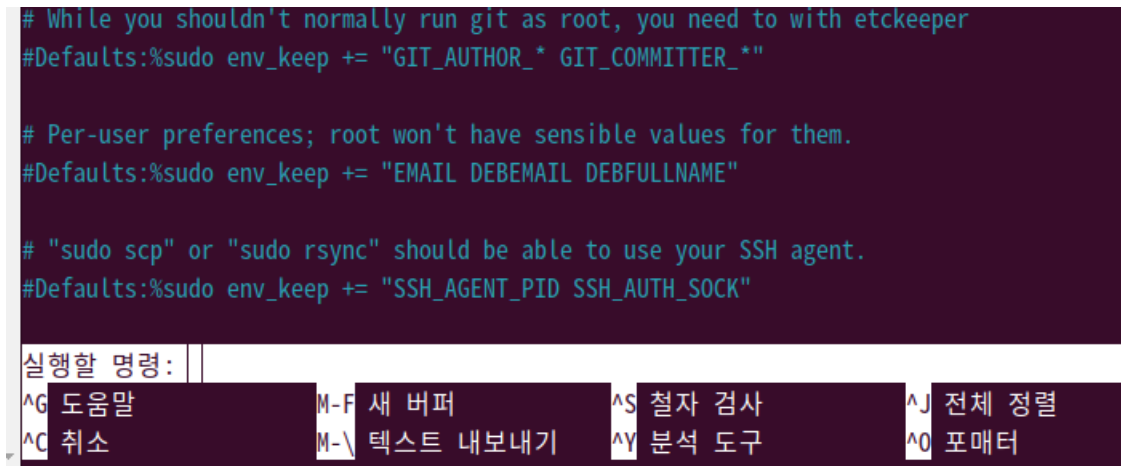 # While you shouldn't normally run git as root, you need to with etckeeper
#Defaults:%sudo env_keep += "GIT_AUTHOR_* GIT_COMMITTER_*"
# Per-user preferences; root won't have sensible values for them.
#Defaults:%sudo env_keep += "EMAIL DEBEMAIL DEBFULLNAME"
# "sudo scp" or "sudo rsync" should be able to use your SSH agent.
#Defaults:%sudo env_keep += "SSH_AGENT_PID SSH_AUTH_SOCK"
실행할 명령:
^G 도움말 M-F 새 버퍼 ^S 철자 검사 ^J 전체 정렬
^C 취소 M-\ 텍스트 내보내기 ^Y 분석 도구 ^O 포매터